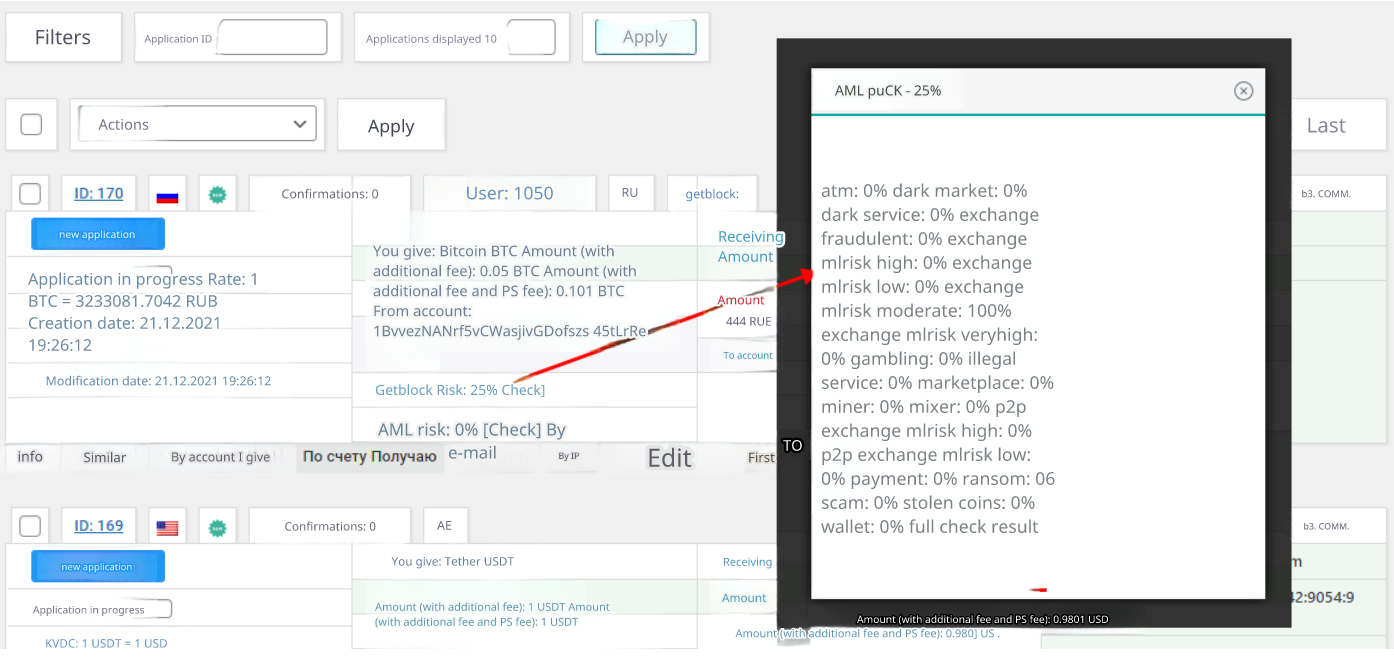 Filters
Application ID
Applications displayed 10
Apply
Actions
Apply
Last
AML puCK - 25%
atm: 0% dark market: 0%
dark service: 0% exchange
fraudulent: 0% exchange
mlrisk high: 0% exchange
mlrisk low: 0% exchange
mlrisk moderate: 100%
exchange mlrisk veryhigh:
0% gambling: 0% illegal
service: 0% marketplace: 0%
miner: 0% mixer: 0% p2p
exchange mlrisk high: 0%
p2p exchange mlrisk low:
0% payment: 0% ransom: 06
scam: 0% stolen coins: 0%
wallet: 0% full check result
ID: 170
Confirmations: 0
User: 1050
RU
getblock:
b3. COMM.
new application
Application in progress Rate: 1
BTC = 3233081.7042 RUB
Creation date: 21.12.2021
19:26:12
Modification date: 21.12.2021 19:26:12
You give: Bitcoin BTC Amount (with
additional fee): 0.05 BTC Amount (with
additional fee and PS fee): 0.101 BTC
From account:
1BvvezNANrf5vCWasjivGDofszs 45tLrRe
Getblock Risk: 25% Check]
AML risk: 0% [Check] By
e-mail
Receiving
Amount
Amount
444 RUE
To account
TO
info
Similar
By account I give
По счету Получаю
By IP
Edit
First
ID: 169
Confirmations: 0
AE
b3. COMM.
new application
Application in progress
KVDC: 1 USDT = 1 USD
You give: Tether USDT
Amount (with additional fee): 1 USDT Amount
(with additional fee and PS fee): 1 USDT
Receiving
Amount
Amount (with additional fee and PS fee): 0.9801 USD
Amount (with additional fee and PS fee): 0.980] US .
m
42:9054:9